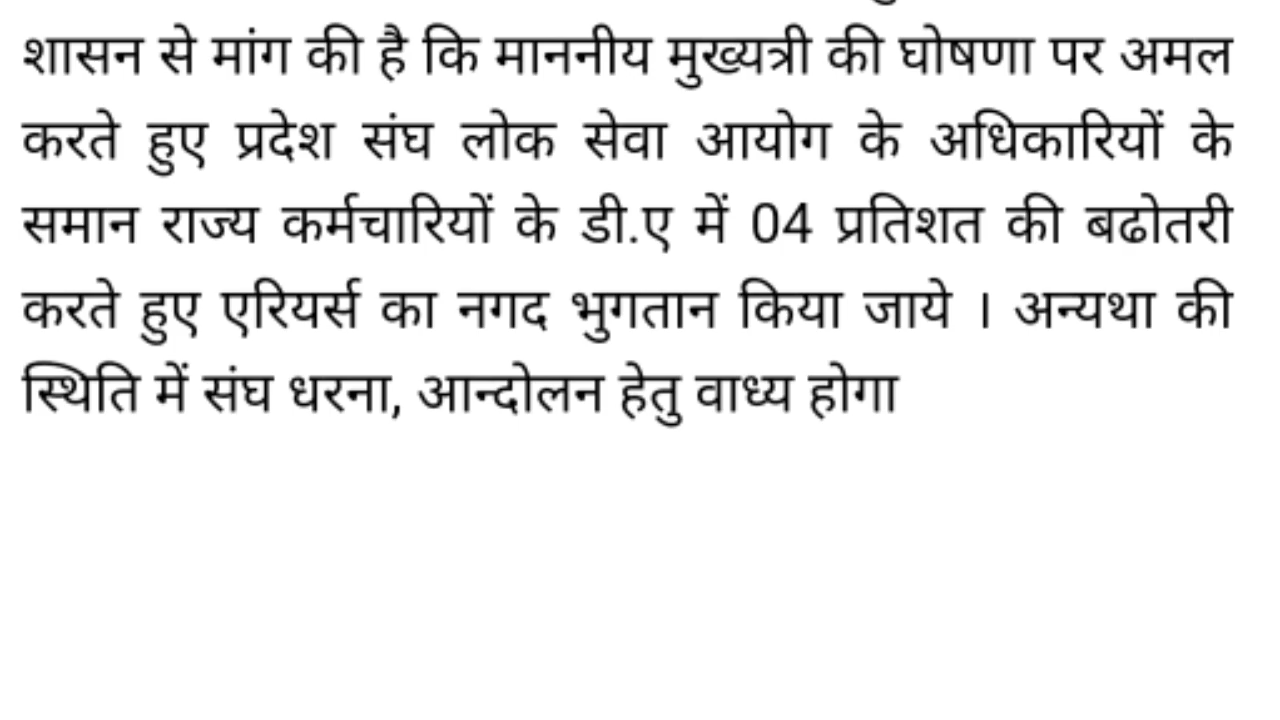 शासन से मांग की है कि माननीय मुख्यत्री की घोषणा पर अमल
करते हुए प्रदेश संघ लोक सेवा आयोग के अधिकारियों के
समान राज्य कर्मचारियों के डी.ए में 04 प्रतिशत की बढोतरी
करते हुए एरियर्स का नगद भुगतान किया जाये । अन्यथा की
स्थिति में संघ धरना, आन्दोलन हेतु वाध्य होगा